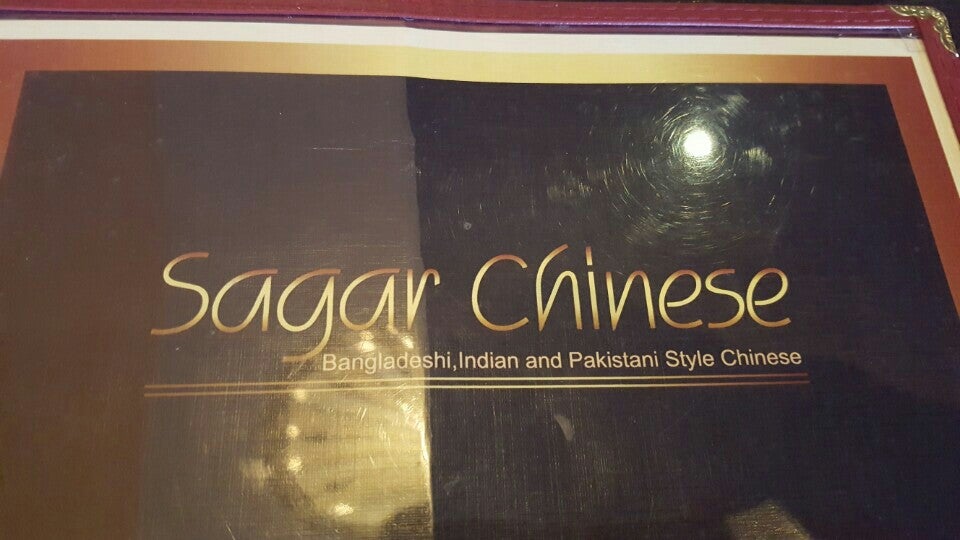 Sagar Chinese
Bangladeshi,Indian and Pakistani Style Chinese